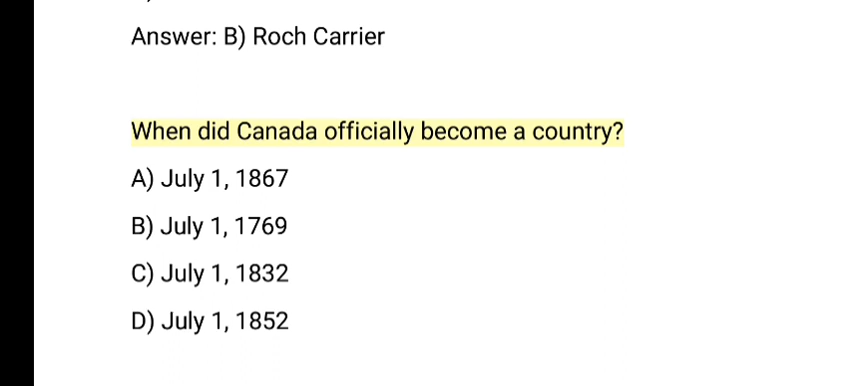 Answer: B) Roch Carrier
When did Canada officially become a country?
A) July 1, 1867
B) July 1, 1769
C) July 1, 1832
D) July 1, 1852